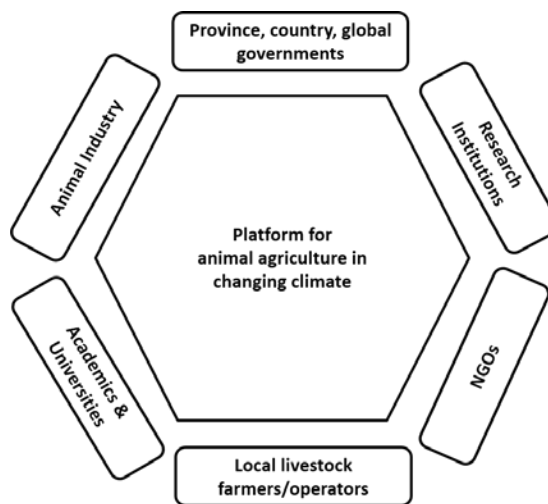 Province, country, global
governments
Animal Industry
Research
Institutions
Platform for
animal agriculture in
changing climate
Academics &
Universities
NGOs
Local livestock
farmers/operators